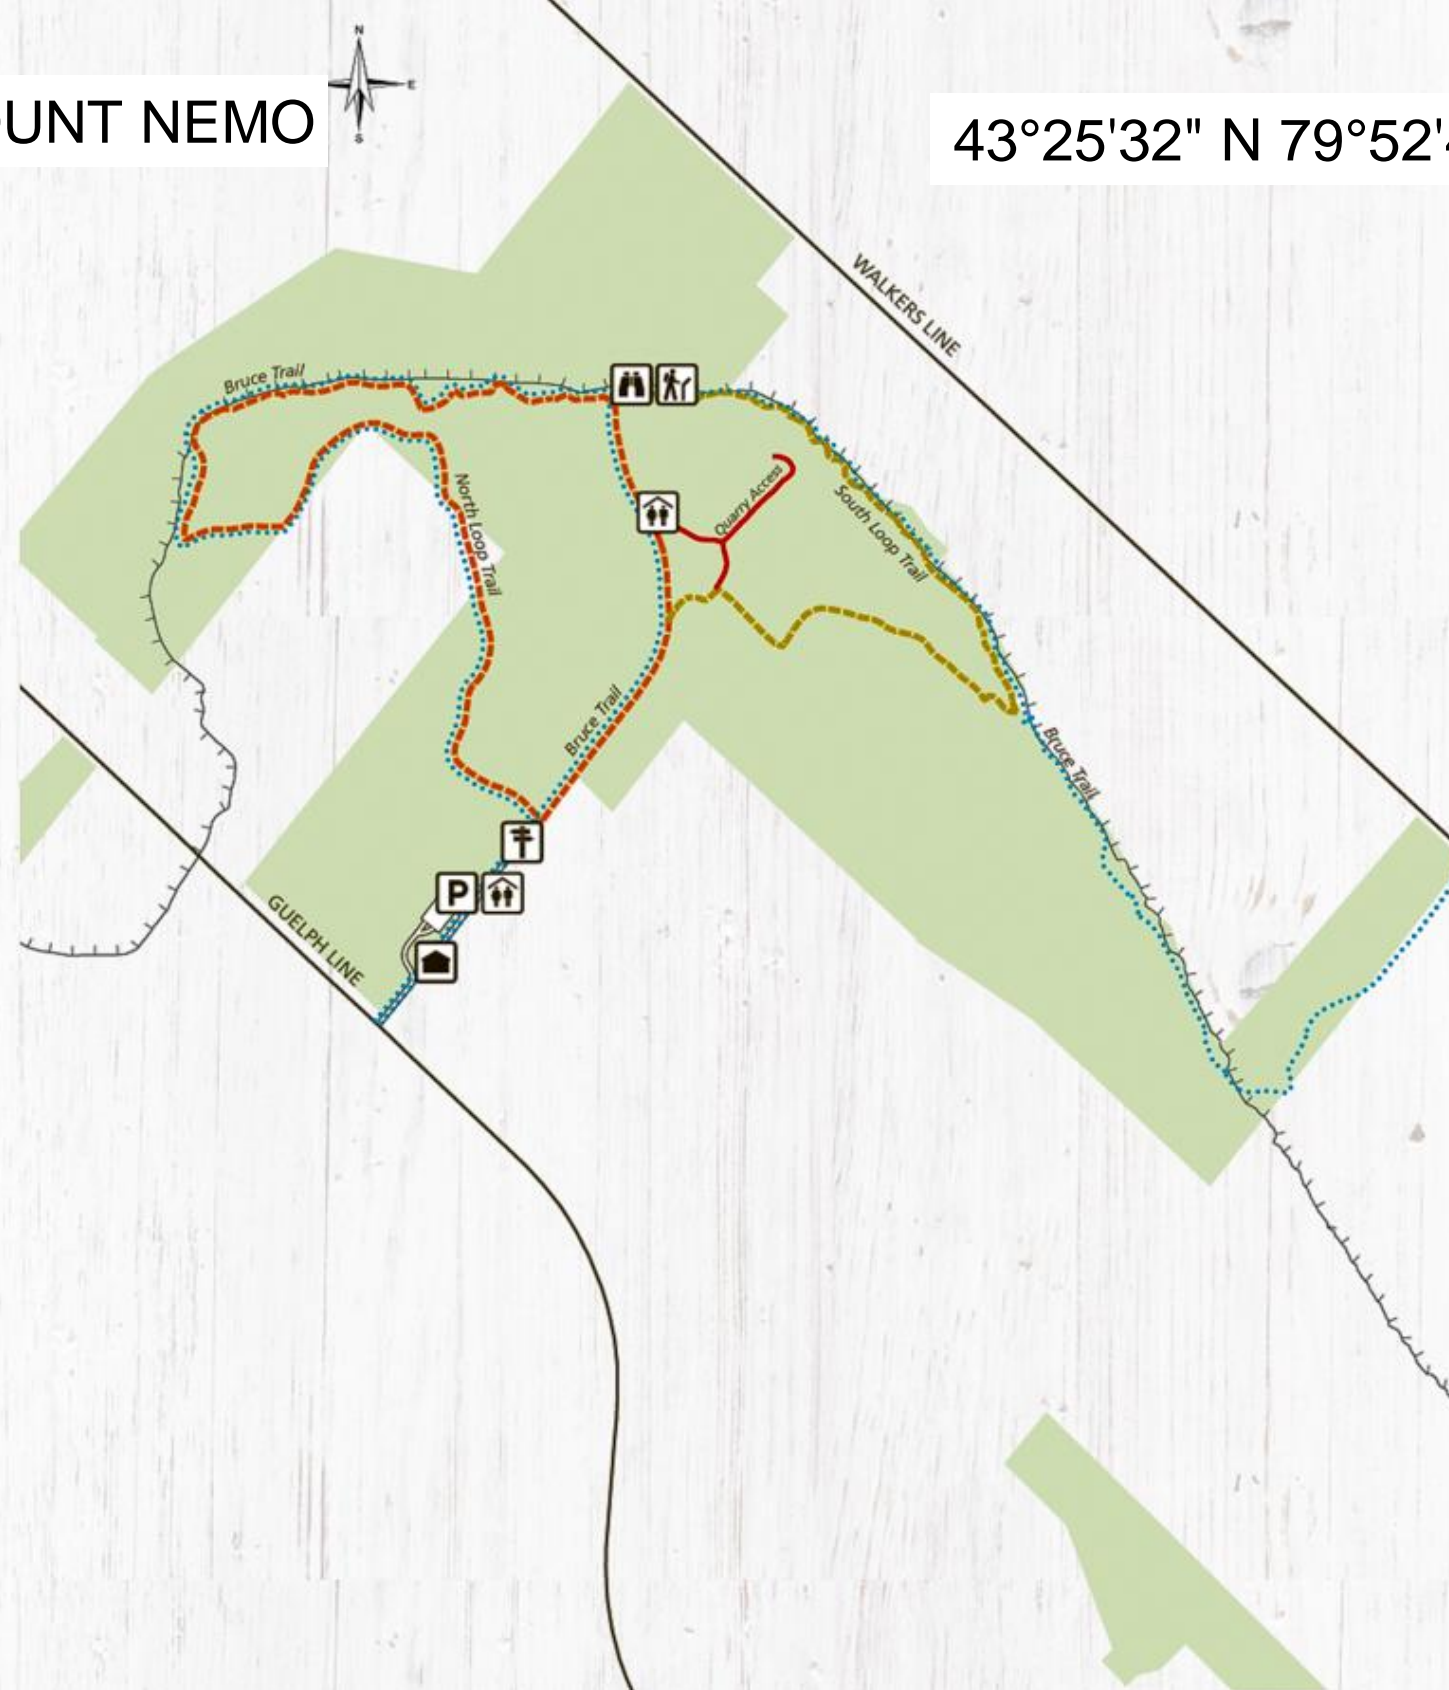 N
E
S
UNT NEMO
43°25'32" N 79°52'
WALKERS LINE
Bruce Trail
Quarry Access
North Loop Trail
South Loop Trail
Bruce Trail
Bruce Trail
P
GUELPH LINE